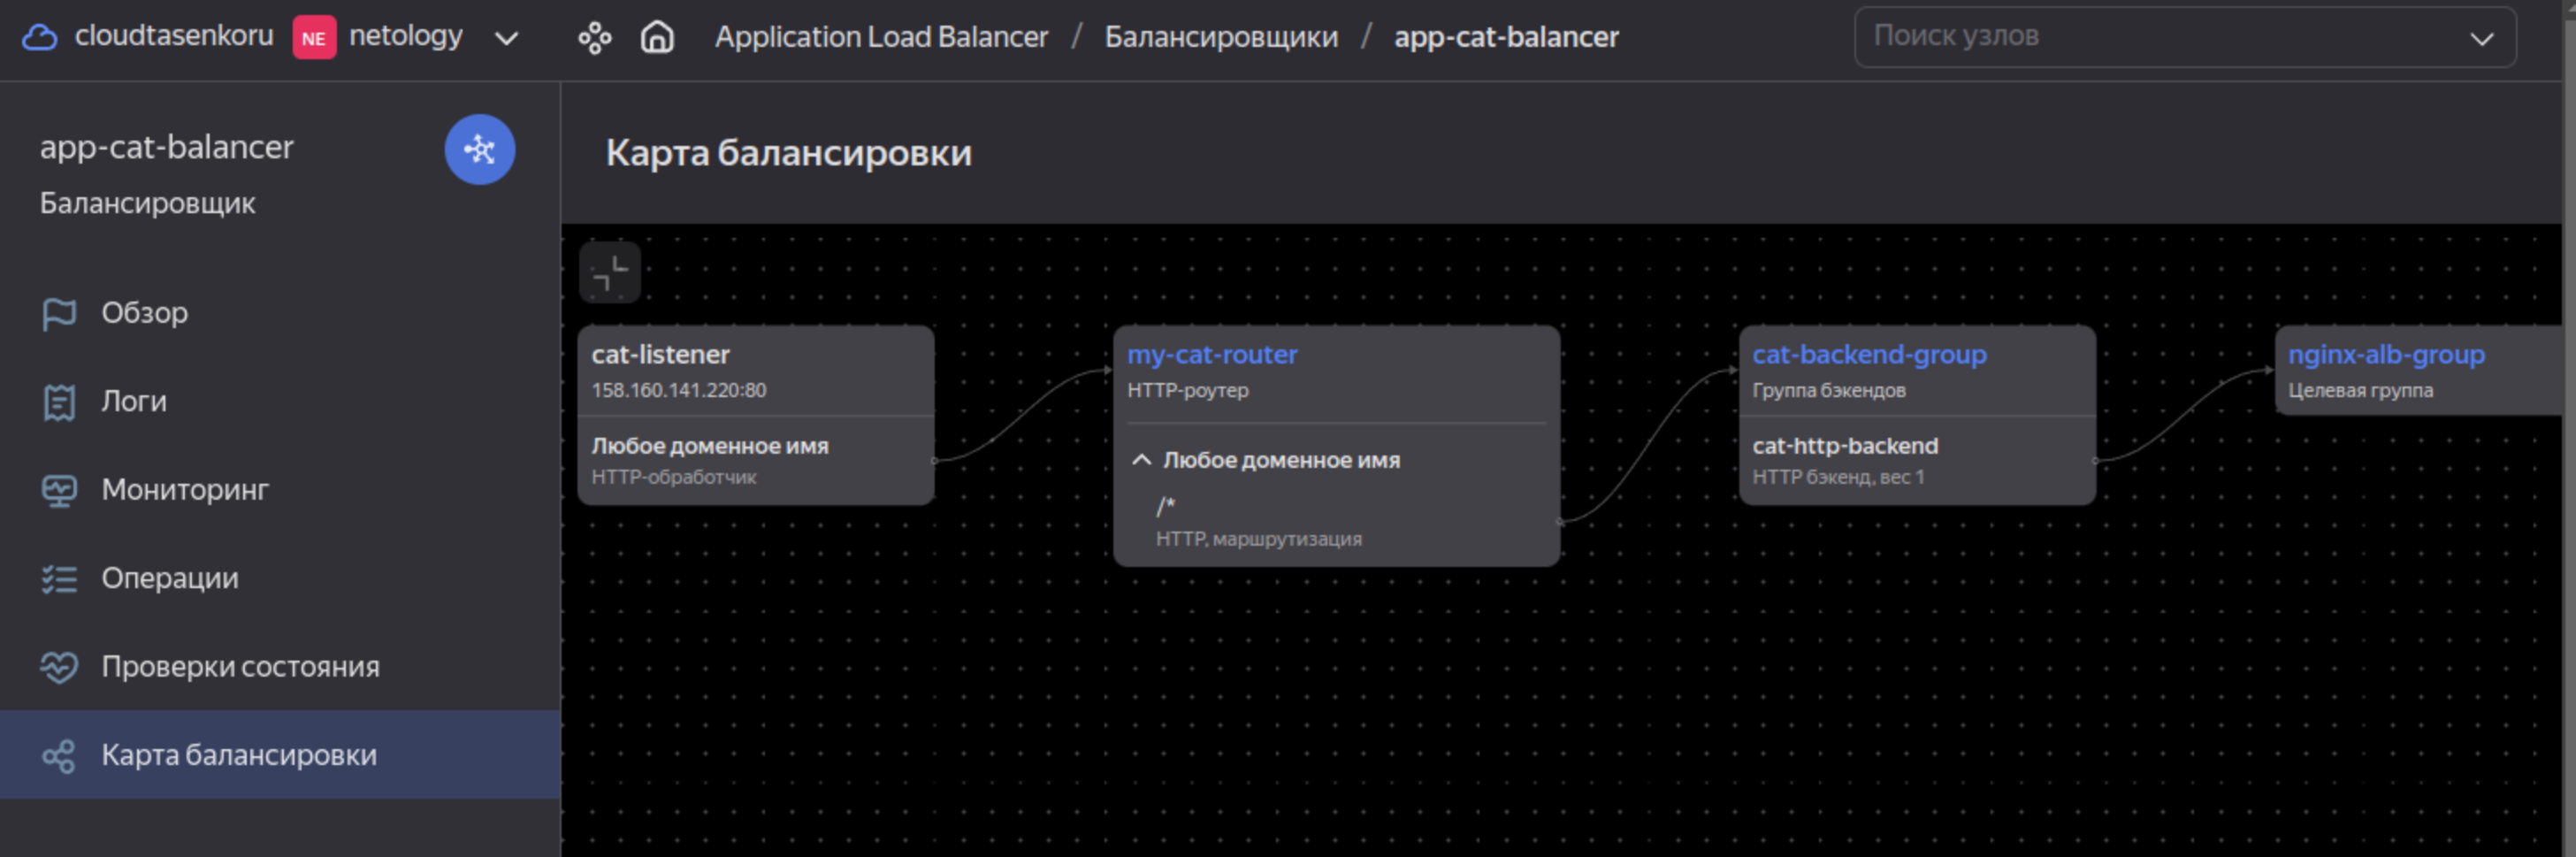 cloudtasenkoru NE netology Application Load Balancer / Балансировщики / app-cat-balancer Поиск узлов
app-cat-balancer
Балансировщик
Обзор
Логи
Мониторинг
Операции
Проверки состояния
Карта балансировки
Карта балансировки
cat-listener
158.160.141.220:80
Любое доменное имя
HTTP-обработчик
my-cat-router
HTTP-роутер
Любое доменное имя
/*
HTTP, маршрутизация
cat-backend-group
Группа бэкендов
cat-http-backend
HTTP бэкенд, вес 1
nginx-alb-group
Целевая группа